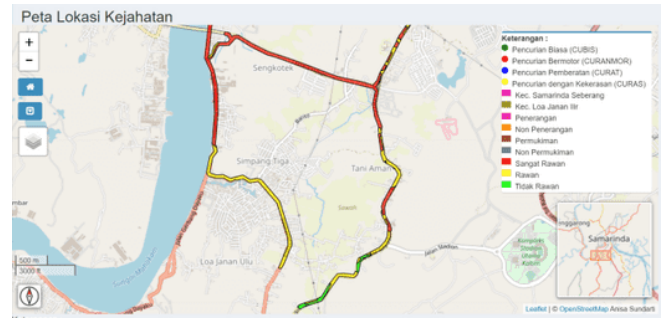 Peta Lokasi Kejahatan
+
-
Keterangan :
Pencurian Biasa (CUBIS)
Pencurian Bermotor (CURANMOR)
Pencurian Pemberatan (CURAT)
Pencurian dengan Kekerasan (CURAS)
Kec. Samarinda Seberang
Kec. Loa Janan Ilir
Penerangan
Non Penerangan
Permukiman
Non Permukiman
Sangat Rawan
Rawan
Tidak Rawan
Sengkotek
Simpang Tiga
Tani Aman
Loa Janan Ulu
Samarinda
500 m
3000 ft
Leaflet | © OpenStreetMap Anisa Sundarti